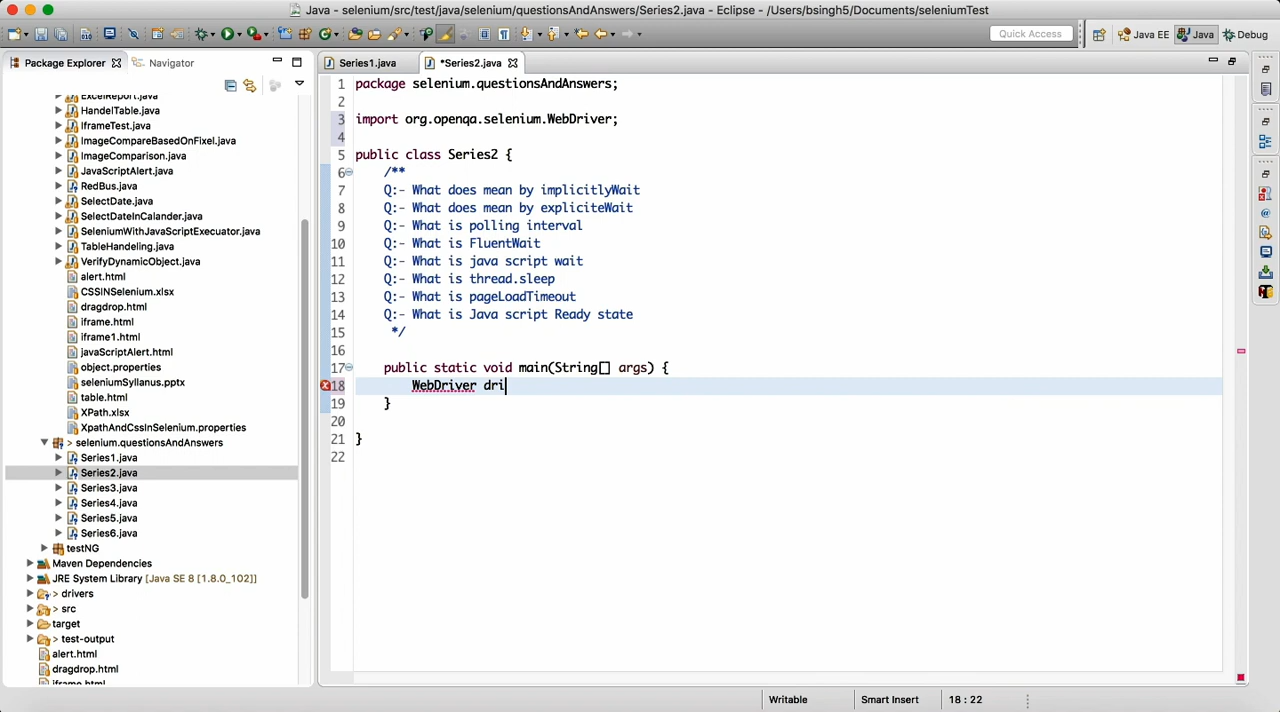 Java - selenium/src/test/java/selenium/questionsAndAnswers/Series2.java - Eclipse - /Users/bsingh5/Documents/seleniumTest
Quick Access
Java EE
Java
Debug
Package Explorer
Navigator
ExcelReport.java
HandelTable.java
IframeTest.java
ImageCompareBasedOnFixel.java
ImageComparison.java
JavaScriptAlert.java
RedBus.java
SelectDate.java
SelectDateInCalander.java
SeleniumWithJavaScriptExecuator.java
TableHandeling.java
VerifyDynamicObject.java
alert.html
CSSINSelenium.xlsx
dragdrop.html
iframe.html
iframe1.html
javaScriptAlert.html
object.properties
seleniumSyllanus.pptx
table.html
XPath.xlsx
XpathAndCssInSelenium.properties
> selenium.questionsAndAnswers
Series1.java
Series2.java
Series3.java
Series4.java
Series5.java
Series6.java
testNG
Maven Dependencies
JRE System Library [Java SE 8 [1.8.0_102]]
> drivers
> src
target
> test-output
alert.html
dragdrop.html
iframe.html
Series1.java
*Series2.java
1 package selenium.questionsAndAnswers;
2
3 import org.openqa.selenium.WebDriver;
4
5 public class Series2 {
6 /**
7 Q:- What does mean by implicitlyWait
8 Q:- What does mean by expliciteWait
9 Q:- What is polling interval
10 Q:- What is FluentWait
11 Q:- What is java script wait
12 Q:- What is thread.sleep
13 Q:- What is pageLoadTimeout
14 Q:- What is Java script Ready state
15 */
16
17 public static void main(String[] args) {
18 WebDriver dri
19 }
20
21 }
22
Writable
Smart Insert
18 : 22